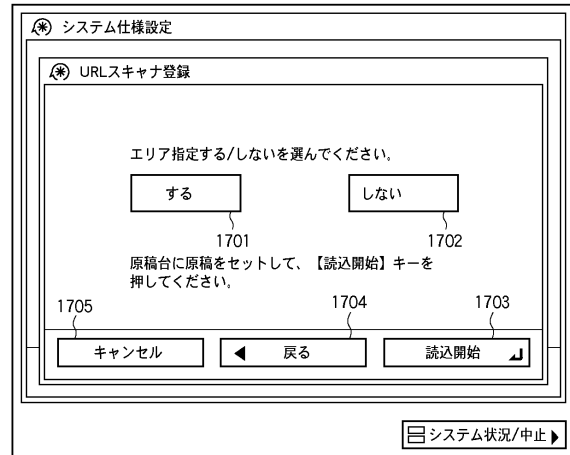 システム仕様設定
URLスキャナ登録
エリア指定する/しないを選んでください。
する
しない
1701
1702
原稿台に原稿をセットして、【読込開始】キーを
押してください。
1705
1704
1703
キャンセル
戻る
読込開始
システム状況/中止